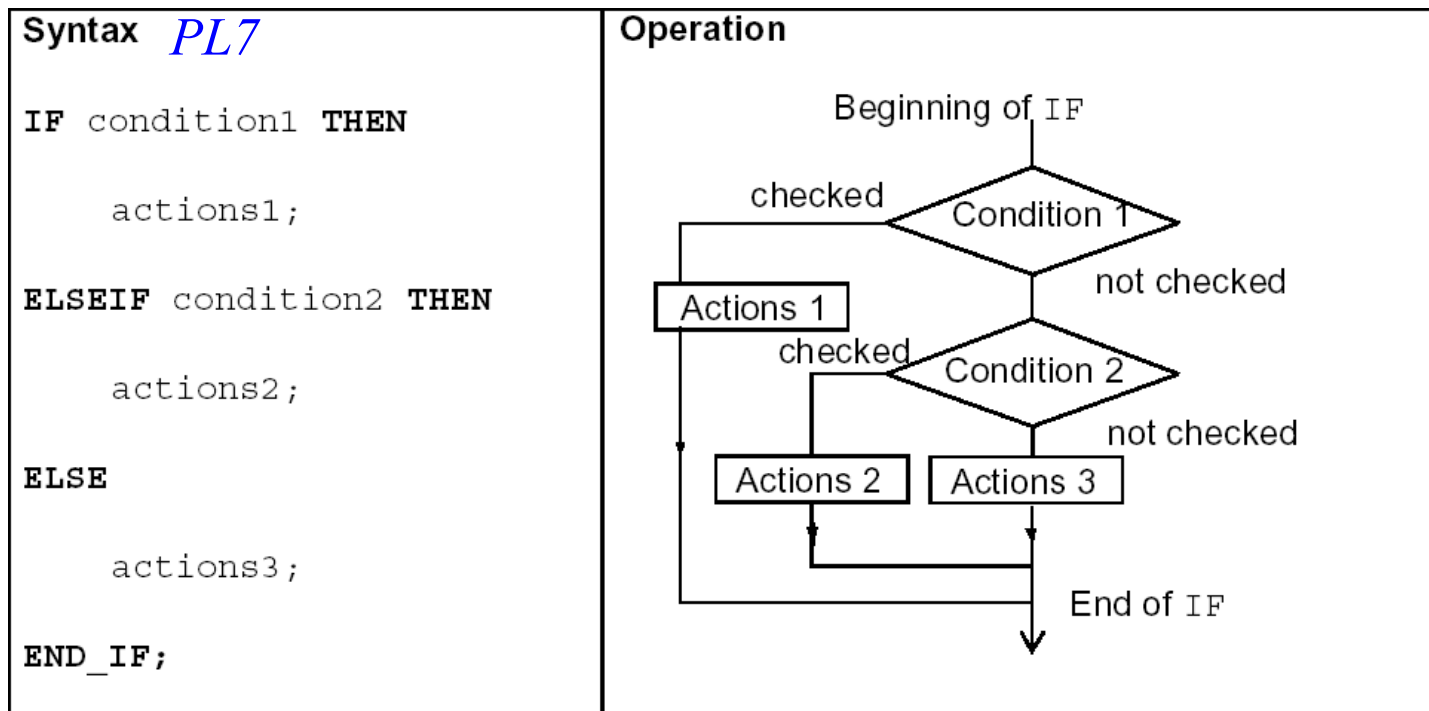 Syntax PL7
IF condition1 THEN
actions1;
ELSEIF condition2 THEN
actions2;
ELSE
actions3;
END_IF;
Operation
Beginning of IF
checked
Condition 1
not checked
Actions 1
checked
Condition 2
not checked
Actions 2
Actions 3
End of IF